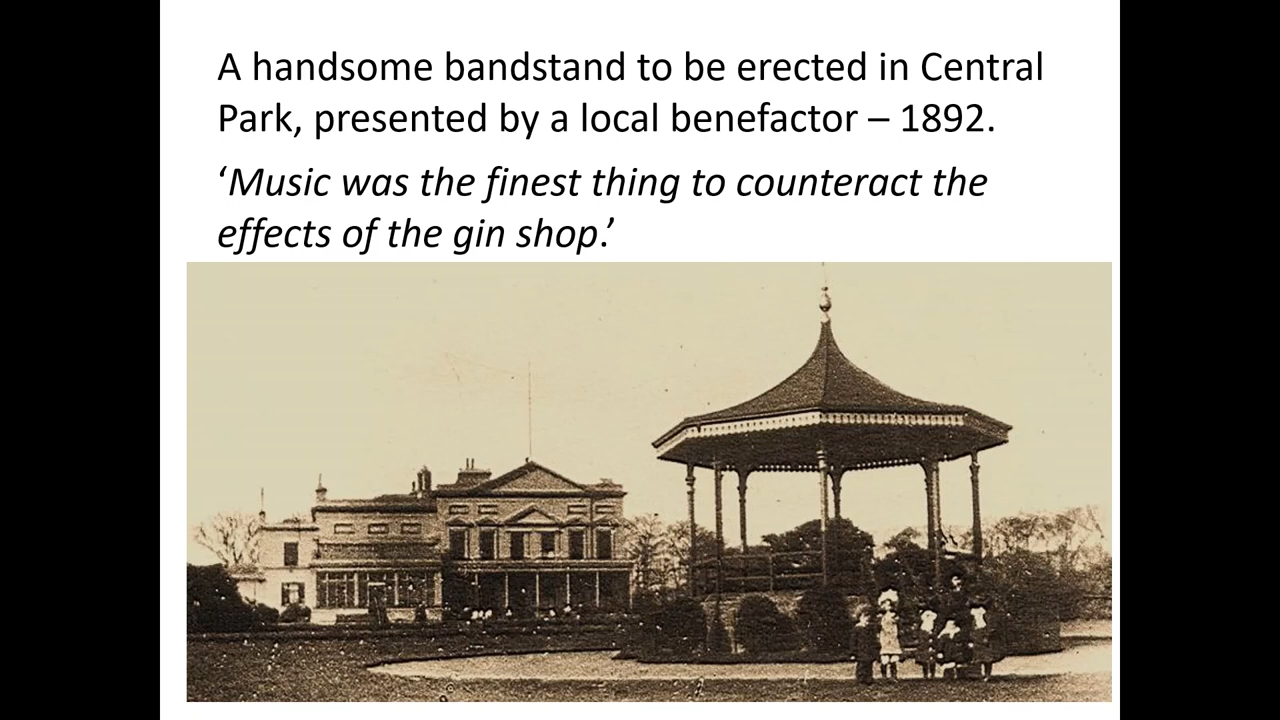 A handsome bandstand to be erected in Central
Park, presented by a local benefactor – 1892.
‘Music was the finest thing to counteract the
effects of the gin shop.’